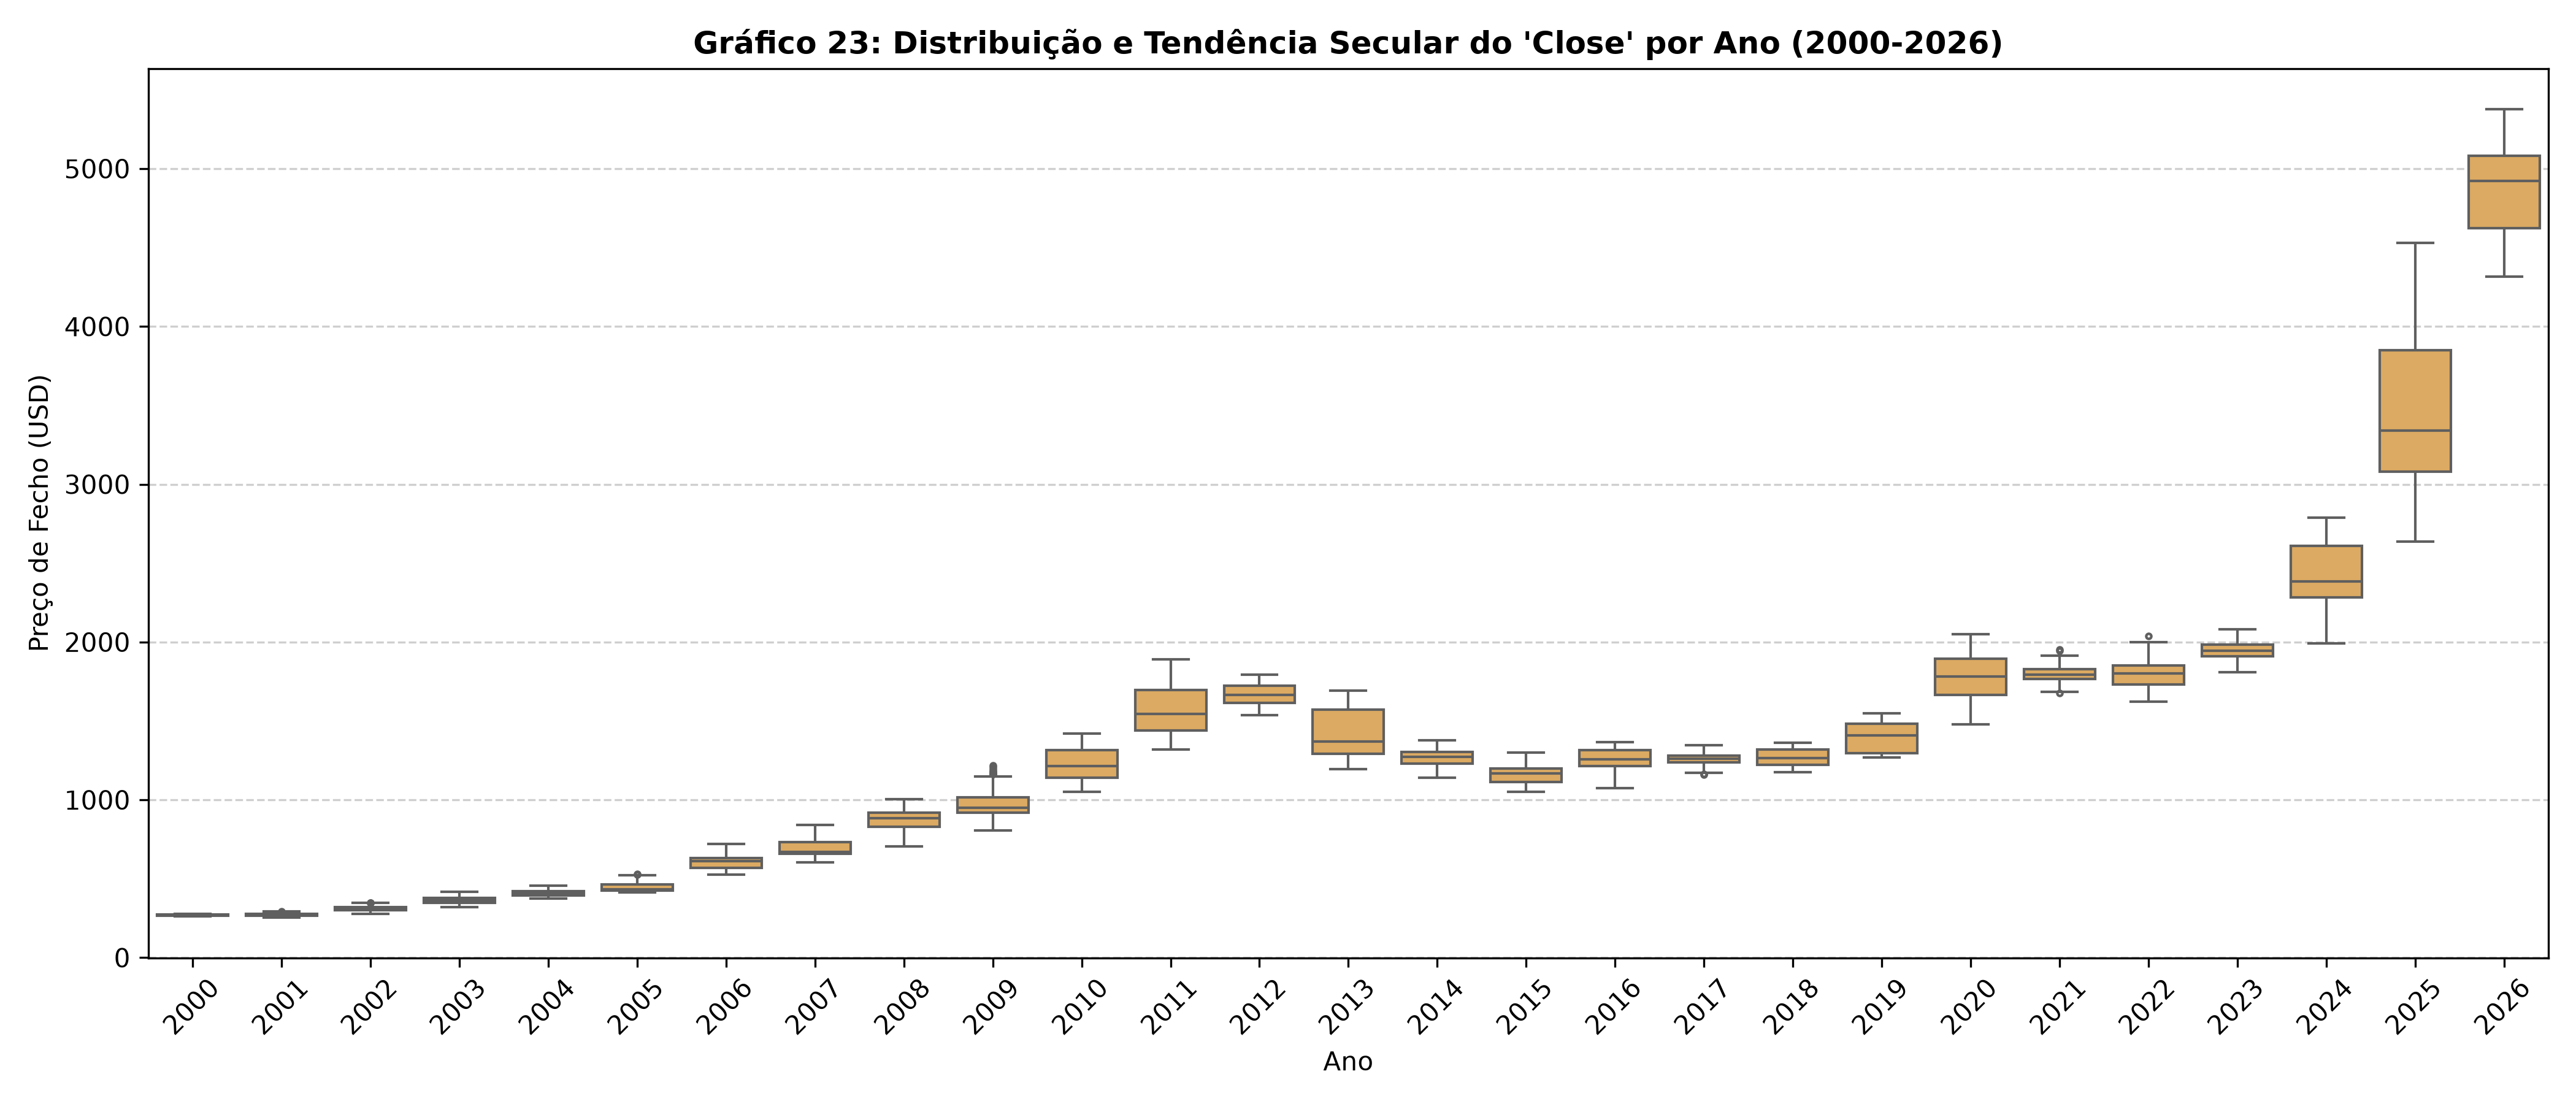 Gráfico 23: Distribuição e Tendência Secular do 'Close' por Ano (2000-2026)
Preço de Fecho (USD)
5000
4000
3000
2000
1000
0
2000 2001 2002 2003 2004 2005 2006 2007 2008 2009 2010 2011 2012 2013 2014 2015 2016 2017 2018 2019 2020 2021 2022 2023 2024 2025 2026
Ano